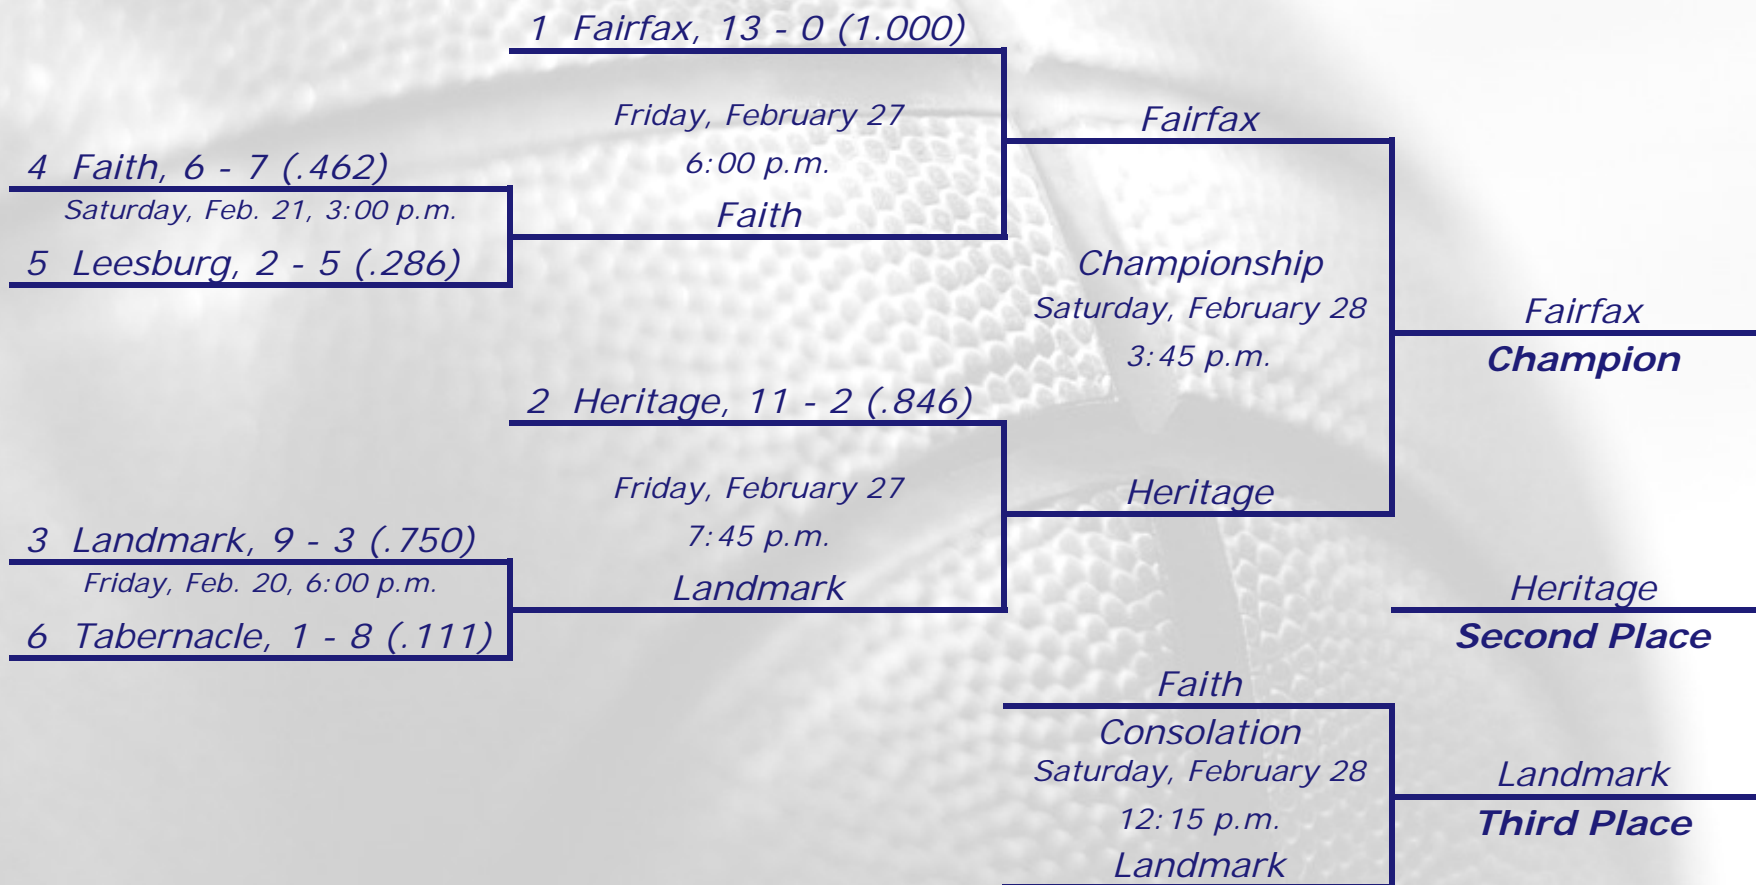 1 Fairfax, 13 - 0 (1.000)
Friday, February 27
6:00 p.m.
Fairfax
4 Faith, 6 - 7 (.462)
Saturday, Feb. 21, 3:00 p.m.
5 Leesburg, 2 - 5 (.286)
Faith
Championship
Saturday, February 28
3:45 p.m.
Fairfax
Champion
2 Heritage, 11 - 2 (.846)
Friday, February 27
7:45 p.m.
Heritage
3 Landmark, 9 - 3 (.750)
Friday, Feb. 20, 6:00 p.m.
6 Tabernacle, 1 - 8 (.111)
Landmark
Heritage
Second Place
Faith
Consolation
Saturday, February 28
12:15 p.m.
Landmark
Landmark
Third Place